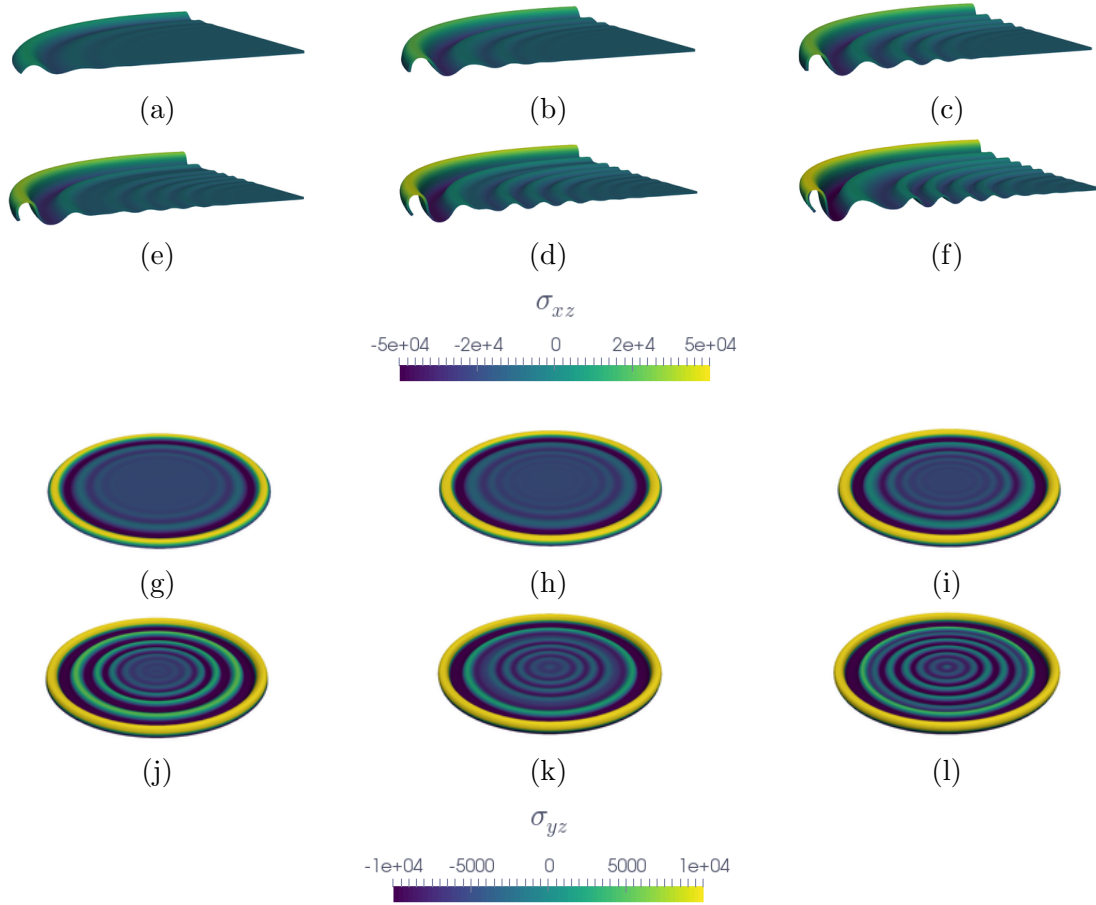 (a) (b) (c)
(e) (d) (f)
σxz
-5e+04 -2e+4 0 2e+4 5e+04
(g) (h) (i)
(j) (k) (l)
σyz
-1e+04 -5000 0 5000 1e+04